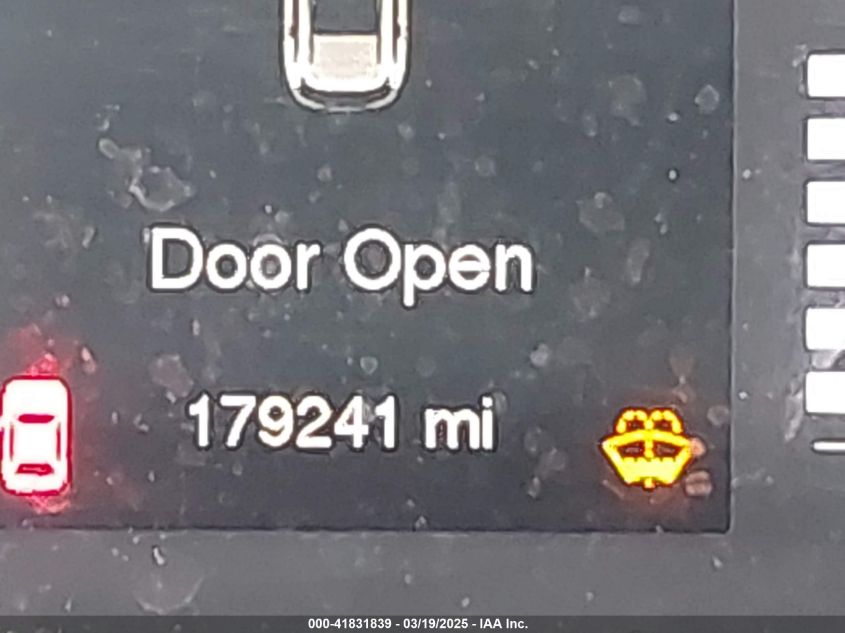 Door Open
179241 mi
000-41831839 - 03/19/2025 - IAA Inc.